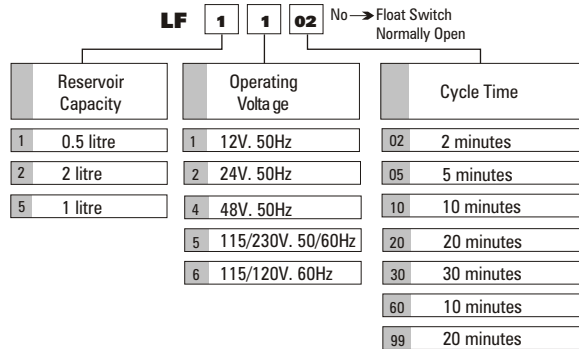 LF 1 1 02 No Float Switch
Normally Open
Reservoir
Capacity
1 0.5 litre
2 2 litre
5 1 litre
Operating
Voltage
1 12V. 50Hz
2 24V. 50Hz
4 48V. 50Hz
5 115/230V. 50/60Hz
6 115/120V. 60Hz
Cycle Time
02 2 minutes
05 5 minutes
10 10 minutes
20 20 minutes
30 30 minutes
60 10 minutes
99 20 minutes